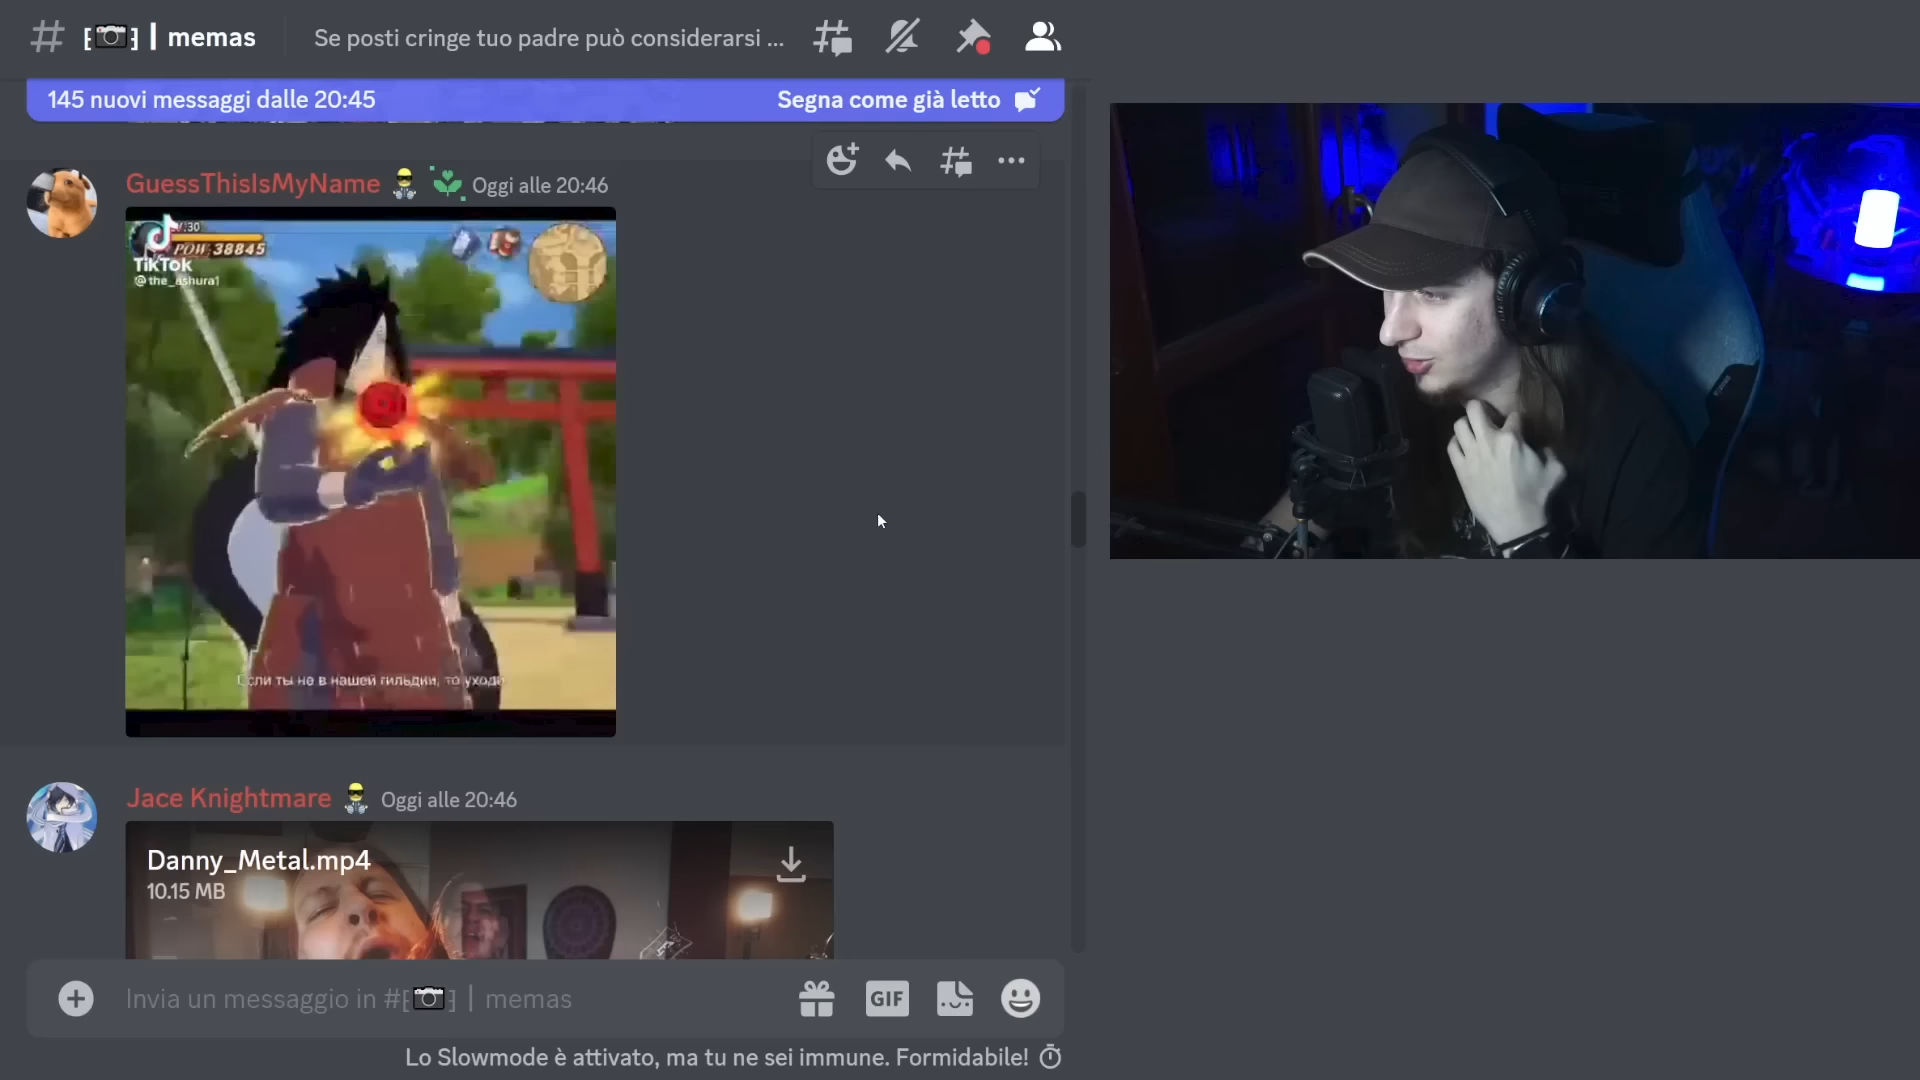 [📷] | memas
Se posti cringe tuo padre può considerarsi ...
145 nuovi messaggi dalle 20:45
Segna come già letto
GuessThisIsMyName
Oggi alle 20:46
:30
POW 38845
TikTok
@the_ashura1
Если ты не в нашей гильдии, то уходи
Jace Knightmare
Oggi alle 20:46
Danny_Metal.mp4
10.15 MB
Invia un messaggio in #[📷] | memas
GIF
Lo Slowmode è attivato, ma tu ne sei immune. Formidabile!